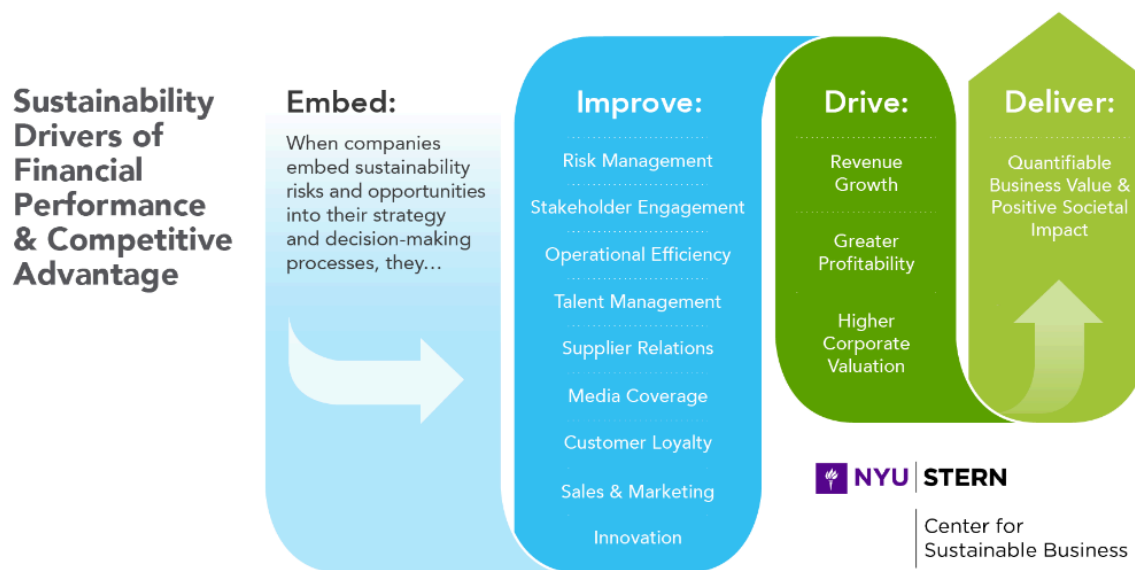 Sustainability
Drivers of
Financial
Performance
& Competitive
Advantage
Embed:
When companies
embed sustainability
risks and opportunities
into their strategy
and decision-making
processes, they...
Improve:
Risk Management
Stakeholder Engagement
Operational Efficiency
Talent Management
Supplier Relations
Media Coverage
Customer Loyalty
Sales & Marketing
Innovation
Drive:
Revenue
Growth
Greater
Profitability
Higher
Corporate
Valuation
Deliver:
Quantifiable
Business Value &
Positive Societal
Impact
NYU STERN
Center for
Sustainable Business